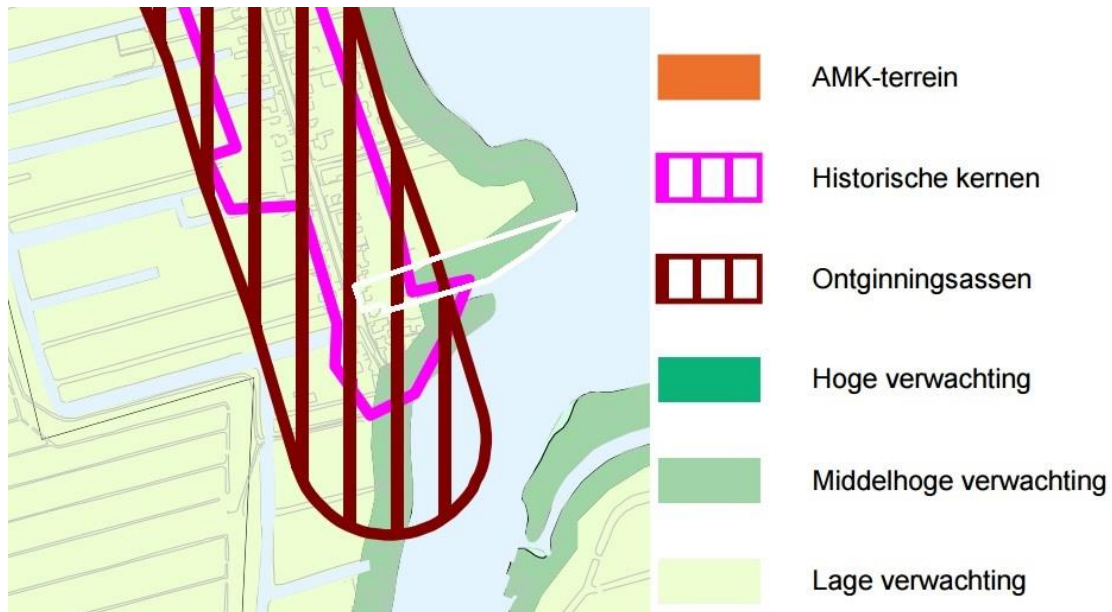 AMK-terrein
Historische kernen
Ontginningsassen
Hoge verwachting
Middelhoge verwachting
Lage verwachting